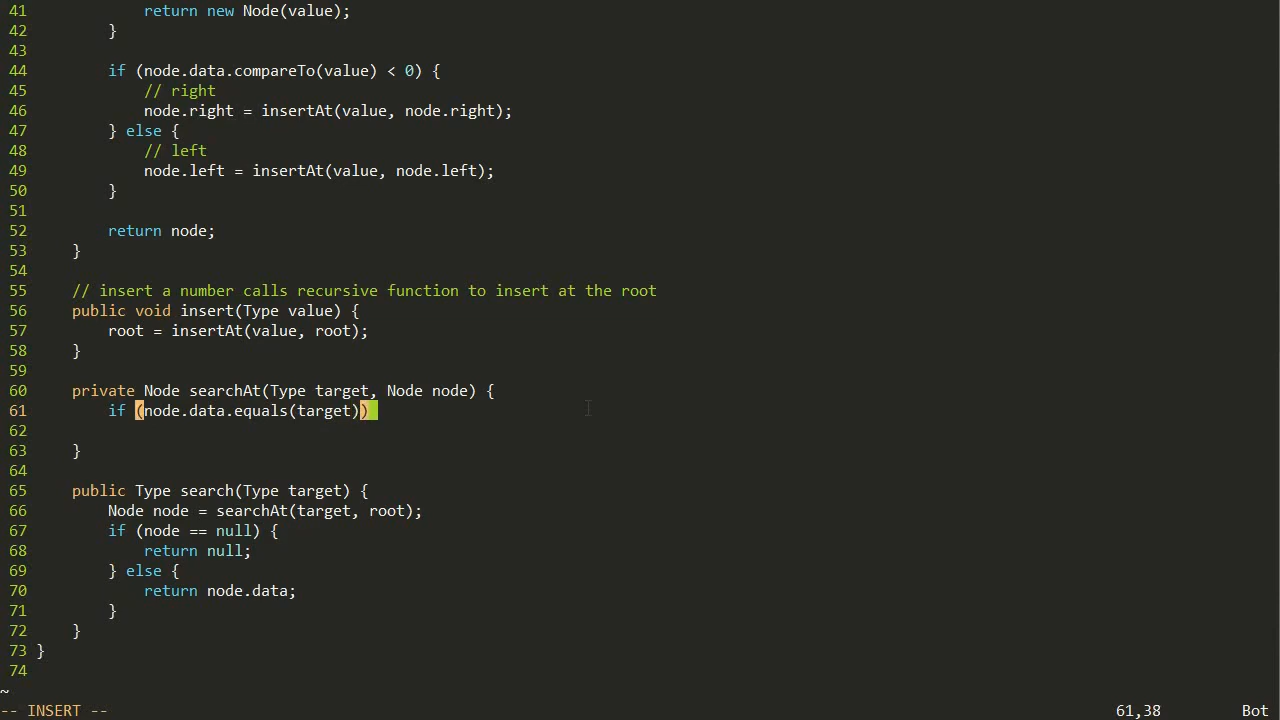 41             return new Node(value);
42         }
43
44         if (node.data.compareTo(value) < 0) {
45             // right
46             node.right = insertAt(value, node.right);
47         } else {
48             // left
49             node.left = insertAt(value, node.left);
50         }
51
52         return node;
53     }
54
55     // insert a number calls recursive function to insert at the root
56     public void insert(Type value) {
57         root = insertAt(value, root);
58     }
59
60     private Node searchAt(Type target, Node node) {
61         if (node.data.equals(target))
62
63     }
64
65     public Type search(Type target) {
66         Node node = searchAt(target, root);
67         if (node == null) {
68             return null;
69         } else {
70             return node.data;
71         }
72     }
73 }
74
~
-- INSERT -- 61,38 Bot